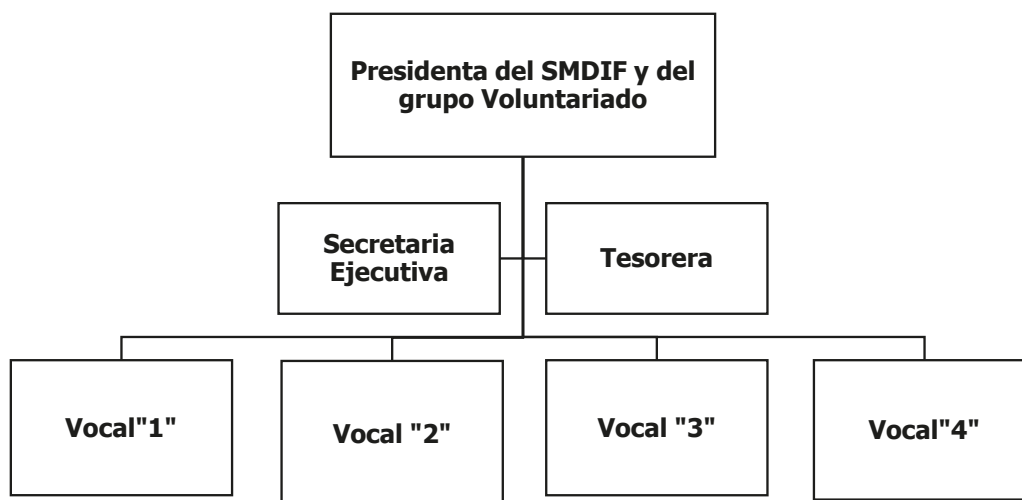 Presidenta del SMDIF y del
grupo Voluntariado
Secretaria
Ejecutiva
Tesorera
Vocal"1"
Vocal "2"
Vocal "3"
Vocal"4"